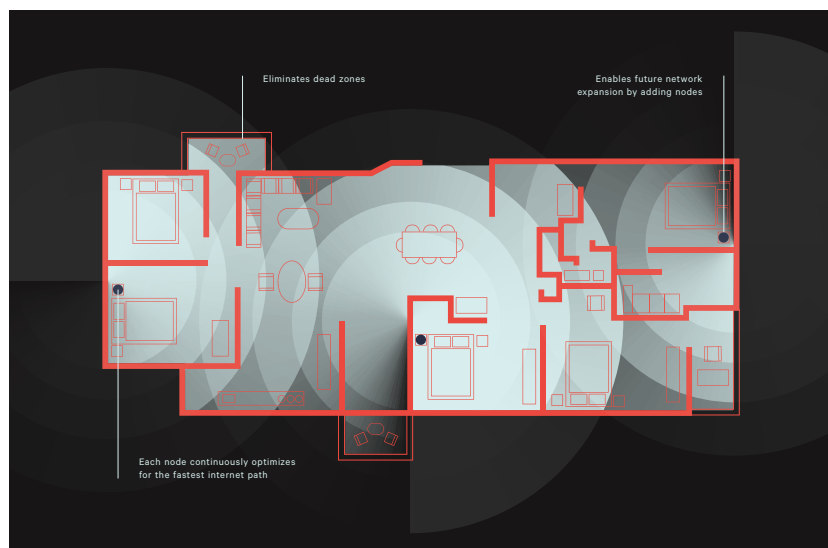 Eliminates dead zones
Enables future network
expansion by adding nodes
Each node continuously optimizes
for the fastest internet path